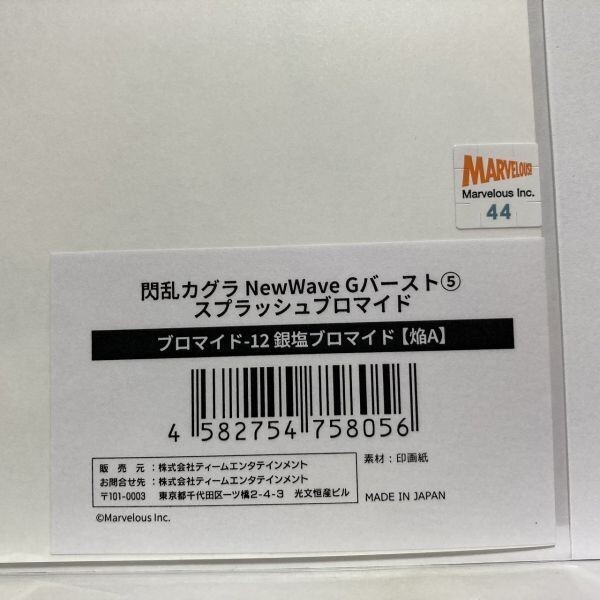 MARVELOUS!
Marvelous Inc.
44
閃乱カグラ NewWave Gバースト⑤
スプラッシュブロマイド
ブロマイド-12 銀塩ブロマイド【焔A】
4 582754 758056
販売元：株式会社ティームエンタテインメント
お問合せ先：株式会社ティームエンタテインメント
〒101-0003 東京都千代田区一ツ橋2-4-3 光文恒産ビル
素材：印画紙
MADE IN JAPAN
©Marvelous Inc.